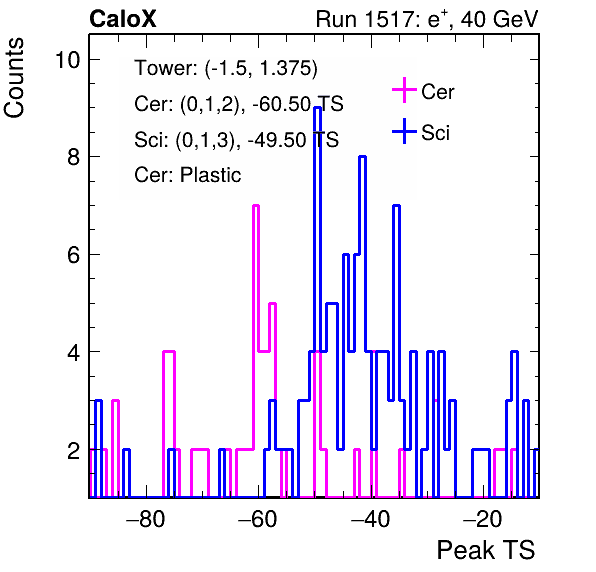 CaloX Run 1517: e+, 40 GeV
Counts
Tower: (-1.5, 1.375)
Cer: (0,1,2), -60.50 TS
Sci: (0,1,3), -49.50 TS
Cer: Plastic
Cer
Sci
10
8
6
4
2
−80 −60 −40 −20
Peak TS